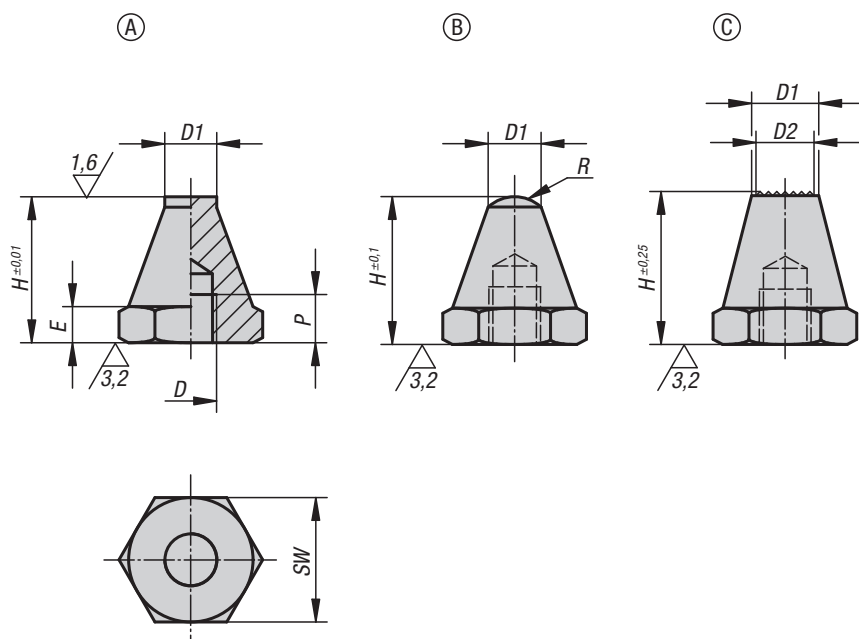 A
B
C
D1
D1
D1
D2
1,6
R
H ±0,01
H ±0,1
H ±0,25
E
P
3,2
3,2
3,2
D
SW